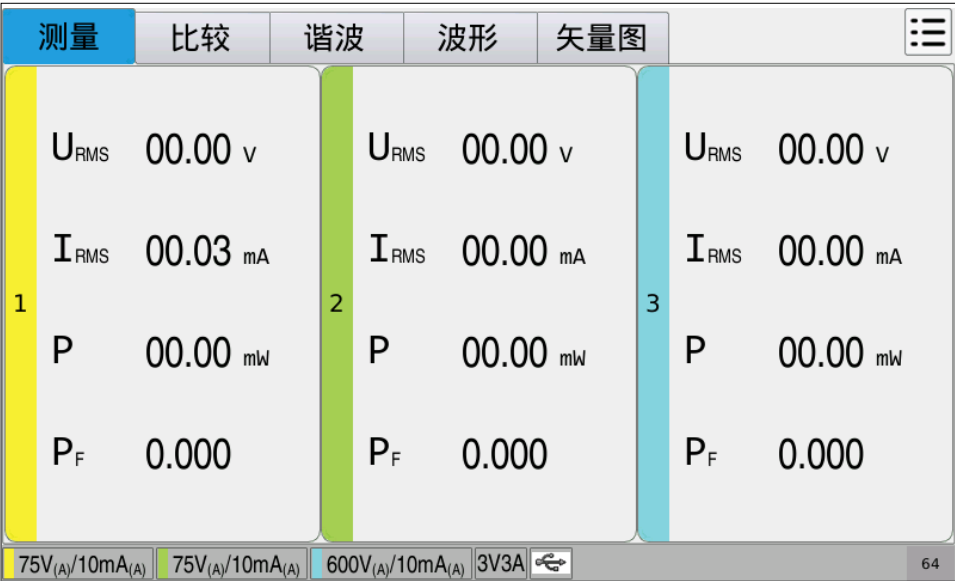 测量 比较 谐波 波形 矢量图
URMS 00.00 V URMS 00.00 V URMS 00.00 V
IRMS 00.03 mA IRMS 00.00 mA IRMS 00.00 mA
1 2 3
P 00.00 mW P 00.00 mW P 00.00 mW
PF 0.000 PF 0.000 PF 0.000
75V(A)/10mA(A) 75V(A)/10mA(A) 600V(A)/10mA(A) 3V3A 64